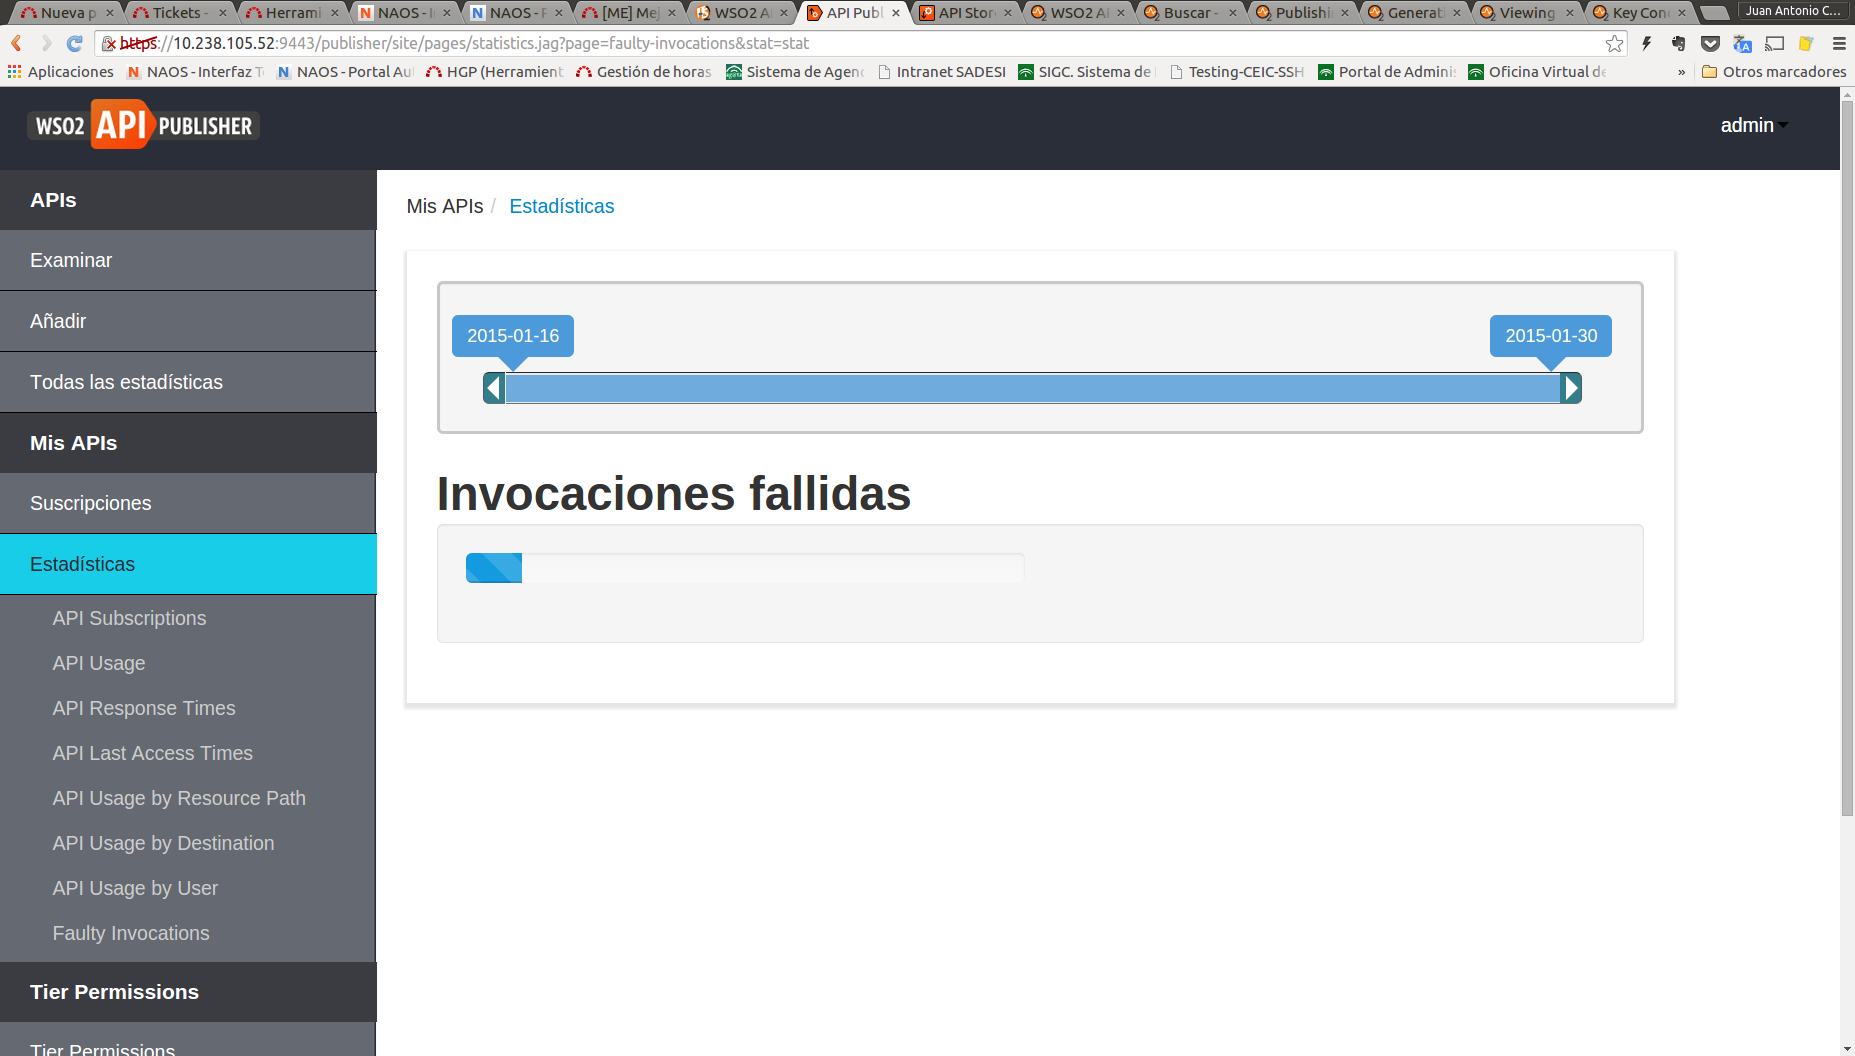 Nueva p
Tickets -
Herrami
NAOS - I
NAOS - P
[ME] Mej
WSO2 A
API Publ
API Stor
WSO2 AP
Buscar -
Publishi
Generati
Viewing
Key Con
Juan Antonio C...
https://10.238.105.52:9443/publisher/site/pages/statistics.jag?page=faulty-invocations&stat=stat
Aplicaciones
NAOS - Interfaz T
NAOS - Portal Au
HGP (Herramient
Gestión de horas
Sistema de Agen
Intranet SADESI
SIGC. Sistema de
Testing-CEIC-SSH
Portal de Adminis
Oficina Virtual de
»
Otros marcadores
WSO2 API PUBLISHER
admin
APIs
Examinar
Añadir
Todas las estadísticas
Mis APIs
Suscripciones
Estadísticas
API Subscriptions
API Usage
API Response Times
API Last Access Times
API Usage by Resource Path
API Usage by Destination
API Usage by User
Faulty Invocations
Tier Permissions
Tier Permissions
Mis APIs / Estadísticas
2015-01-16
2015-01-30
Invocaciones fallidas